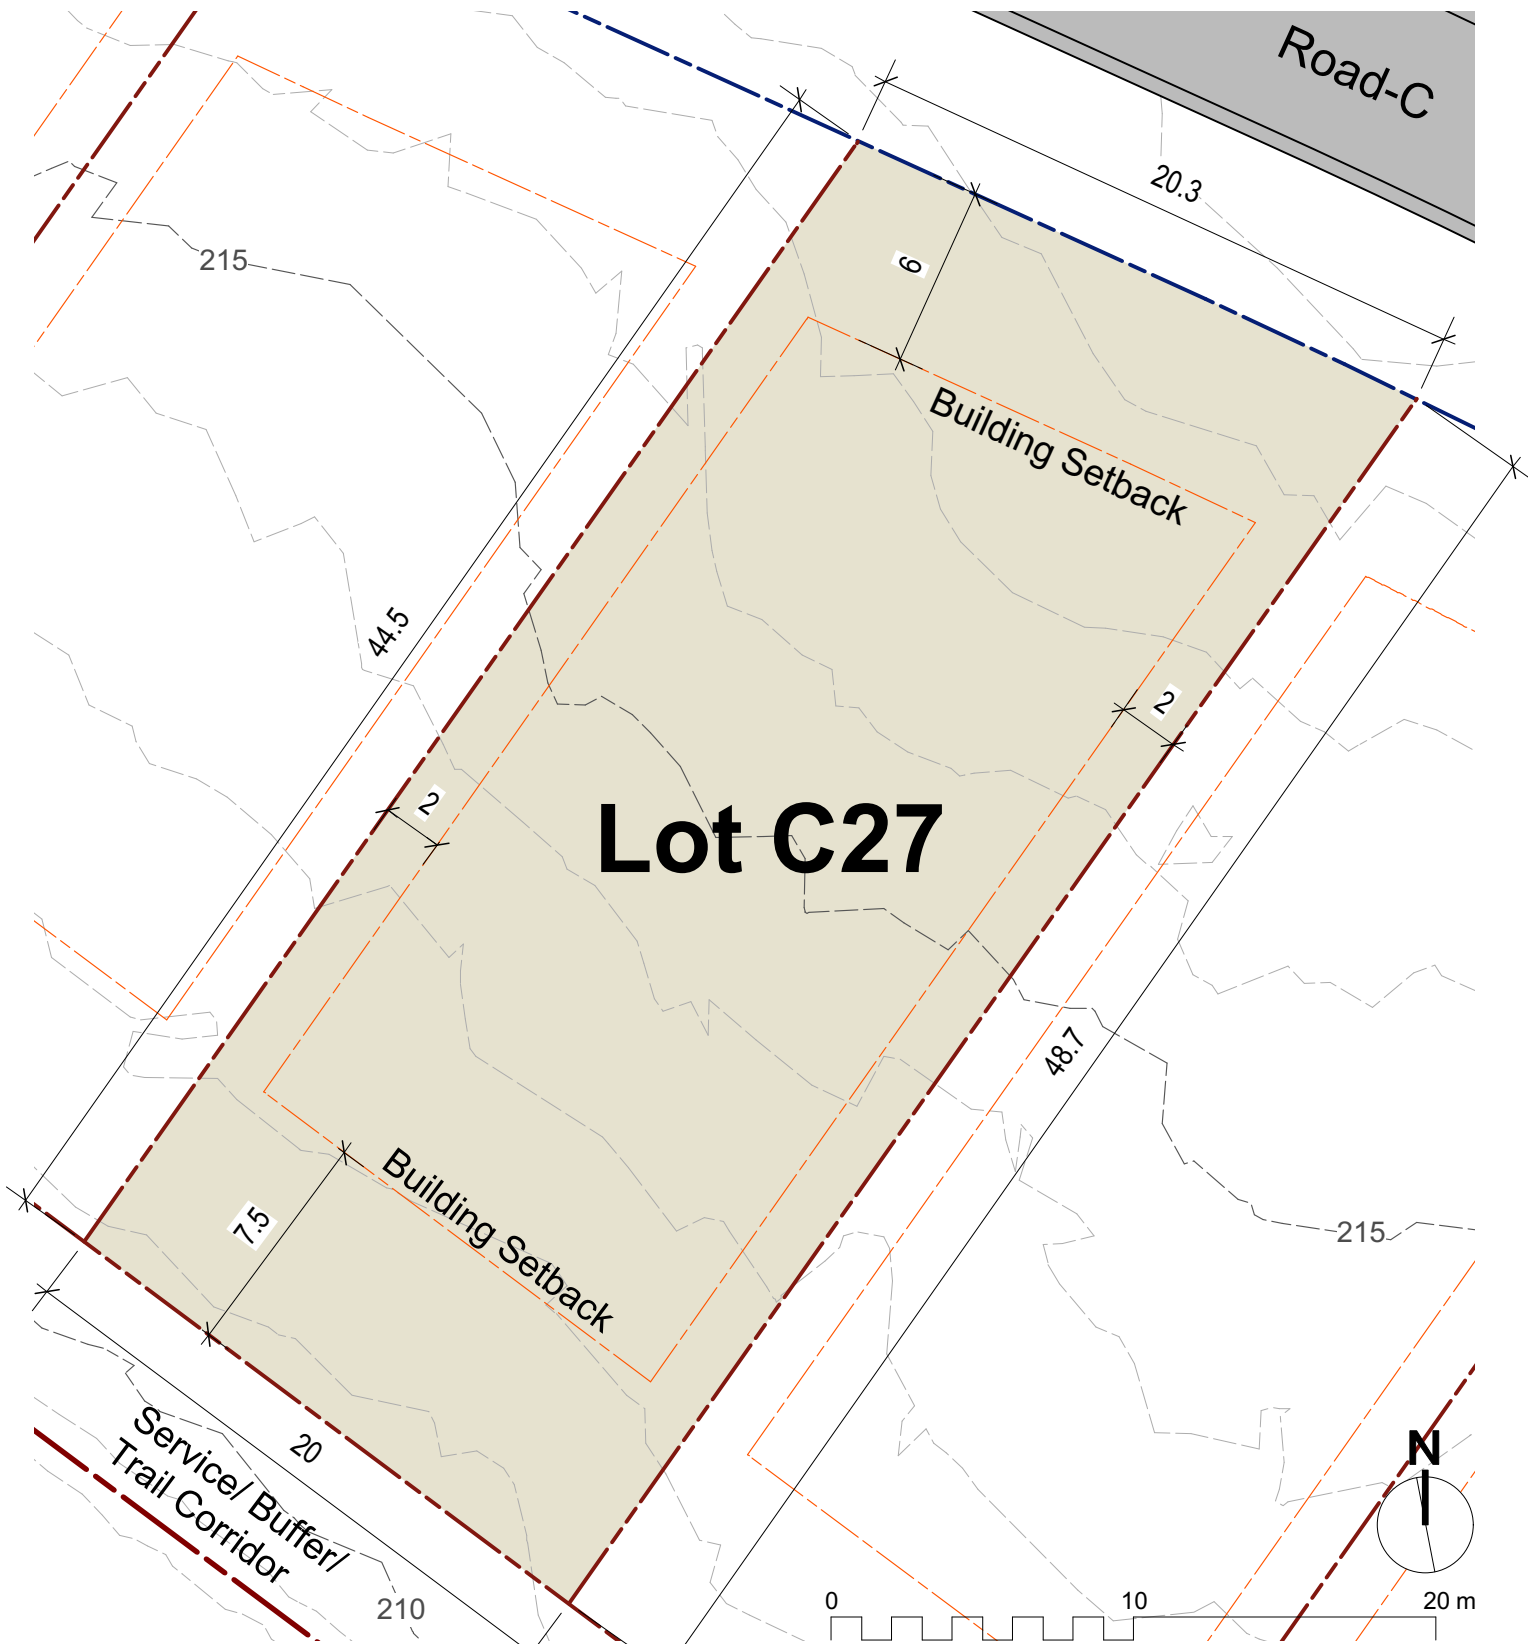 Road-C
20.3
6
215
Building Setback
44.5
2
2
Lot C27
48.7
Building Setback
7.5
215
20
Service/ Buffer/
Trail Corridor
N
210
0 10 20 m